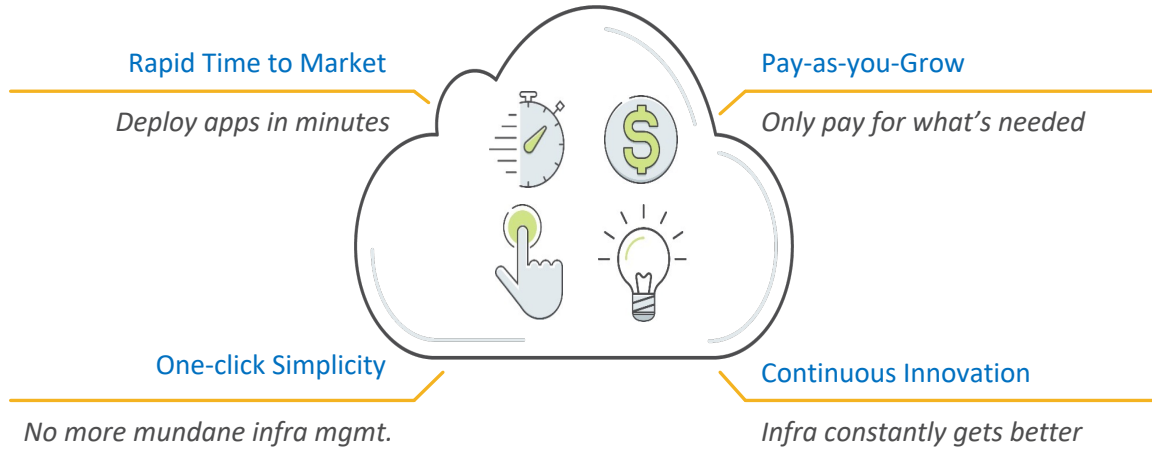 Rapid Time to Market
Deploy apps in minutes
Pay-as-you-Grow
Only pay for what's needed
$
One-click Simplicity
No more mundane infra mgmt.
Continuous Innovation
Infra constantly gets better